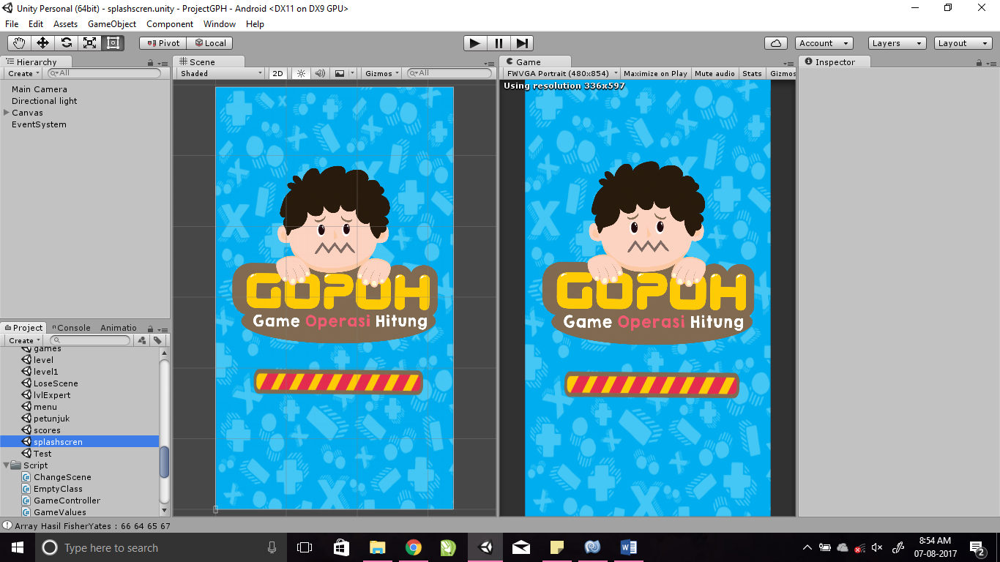 Unity Personal (64bit) - splashscren.unity - ProjectGPH - Android <DX11 on DX9 GPU>
File Edit Assets GameObject Component Window Help
Pivot Local Account Layers Layout
Hierarchy
Create All
Main Camera
Directional light
Canvas
EventSystem
Scene
Shaded 2D Gizmos All
GOPOH
Game Operasi Hitung
Game
FWVGA Portrait (480x854) Maximize on Play Mute audio Stats Gizmos
Using resolution 336x597
GOPOH
Game Operasi Hitung
Inspector
Project Console Animatio
Create
games
level
level1
LoseScene
lvlExpert
menu
petunjuk
scores
splashscren
Test
Script
ChangeScene
EmptyClass
GameController
GameValues
Array Hasil FisherYates : 66 64 65 67
Type here to search
8:54 AM
07-08-2017
2